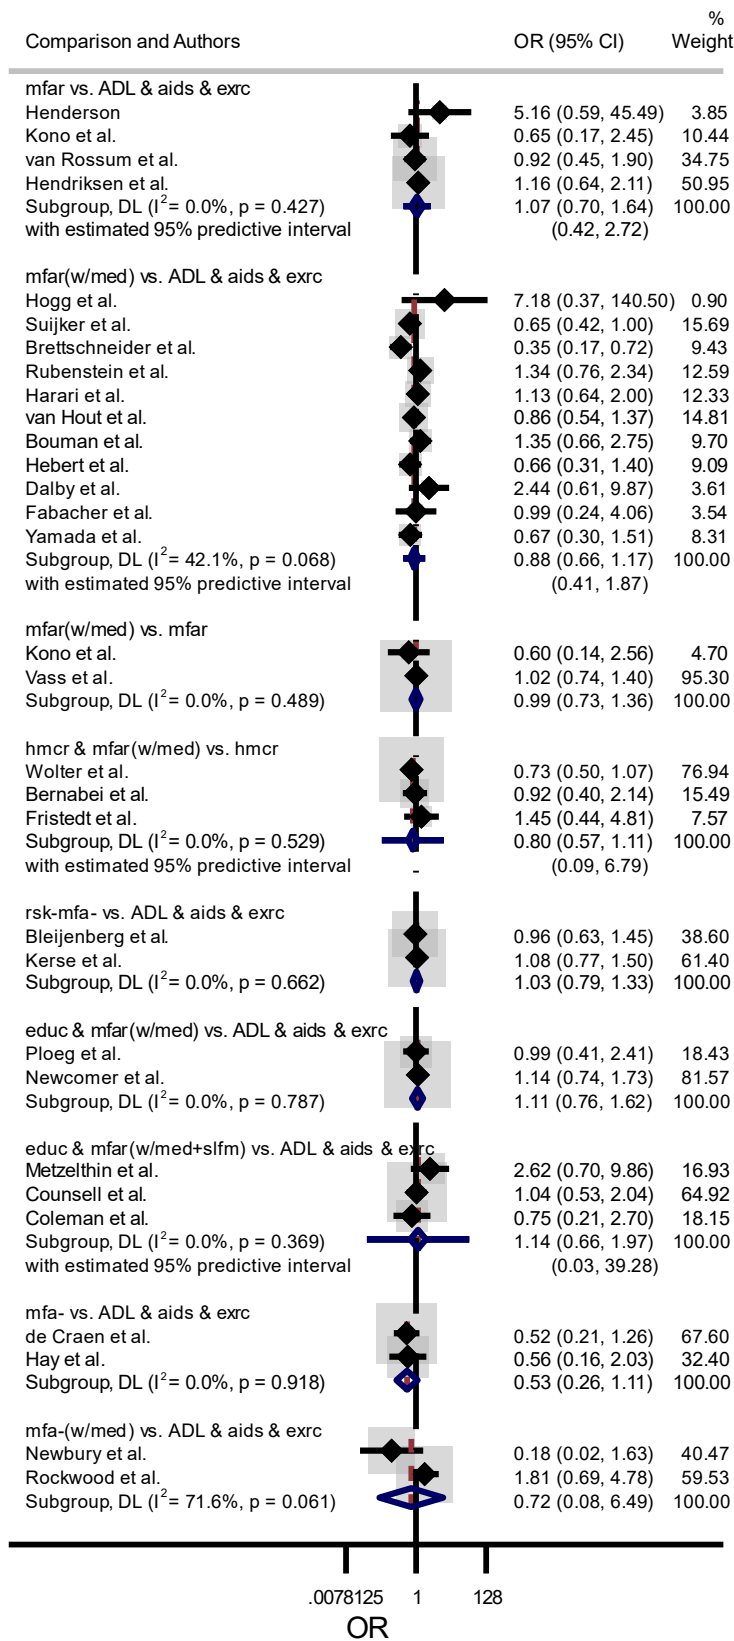 %
Comparison and Authors OR (95% CI) Weight
mfar vs. ADL & aids & exrc
Henderson 5.16 (0.59, 45.49) 3.85
Kono et al. 0.65 (0.17, 2.45) 10.44
van Rossum et al. 0.92 (0.45, 1.90) 34.75
Hendriksen et al. 1.16 (0.64, 2.11) 50.95
Subgroup, DL (I² = 0.0%, p = 0.427) 1.07 (0.70, 1.64) 100.00
with estimated 95% predictive interval (0.42, 2.72)
mfar(w/med) vs. ADL & aids & exrc
Hogg et al. 7.18 (0.37, 140.50) 0.90
Suijker et al. 0.65 (0.42, 1.00) 15.69
Brettschneider et al. 0.35 (0.17, 0.72) 9.43
Rubenstein et al. 1.34 (0.76, 2.34) 12.59
Harari et al. 1.13 (0.64, 2.00) 12.33
van Hout et al. 0.86 (0.54, 1.37) 14.81
Bouman et al. 1.35 (0.66, 2.75) 9.70
Hebert et al. 0.66 (0.31, 1.40) 9.09
Dalby et al. 2.44 (0.61, 9.87) 3.61
Fabacher et al. 0.99 (0.24, 4.06) 3.54
Yamada et al. 0.67 (0.30, 1.51) 8.31
Subgroup, DL (I² = 42.1%, p = 0.068) 0.88 (0.66, 1.17) 100.00
with estimated 95% predictive interval (0.41, 1.87)
mfar(w/med) vs. mfar
Kono et al. 0.60 (0.14, 2.56) 4.70
Vass et al. 1.02 (0.74, 1.40) 95.30
Subgroup, DL (I² = 0.0%, p = 0.489) 0.99 (0.73, 1.36) 100.00
hmcr & mfar(w/med) vs. hmcr
Wolter et al. 0.73 (0.50, 1.07) 76.94
Bernabei et al. 0.92 (0.40, 2.14) 15.49
Fristedt et al. 1.45 (0.44, 4.81) 7.57
Subgroup, DL (I² = 0.0%, p = 0.529) 0.80 (0.57, 1.11) 100.00
with estimated 95% predictive interval (0.09, 6.79)
rsk-mfa- vs. ADL & aids & exrc
Bleijenberg et al. 0.96 (0.63, 1.45) 38.60
Kerse et al. 1.08 (0.77, 1.50) 61.40
Subgroup, DL (I² = 0.0%, p = 0.662) 1.03 (0.79, 1.33) 100.00
educ & mfar(w/med) vs. ADL & aids & exrc
Ploeg et al. 0.99 (0.41, 2.41) 18.43
Newcomer et al. 1.14 (0.74, 1.73) 81.57
Subgroup, DL (I² = 0.0%, p = 0.787) 1.11 (0.76, 1.62) 100.00
educ & mfar(w/med+slfm) vs. ADL & aids & exrc
Metzelthin et al. 2.62 (0.70, 9.86) 16.93
Counsell et al. 1.04 (0.53, 2.04) 64.92
Coleman et al. 0.75 (0.21, 2.70) 18.15
Subgroup, DL (I² = 0.0%, p = 0.369) 1.14 (0.66, 1.97) 100.00
with estimated 95% predictive interval (0.03, 39.28)
mfa- vs. ADL & aids & exrc
de Craen et al. 0.52 (0.21, 1.26) 67.60
Hay et al. 0.56 (0.16, 2.03) 32.40
Subgroup, DL (I² = 0.0%, p = 0.918) 0.53 (0.26, 1.11) 100.00
mfa-(w/med) vs. ADL & aids & exrc
Newbury et al. 0.18 (0.02, 1.63) 40.47
Rockwood et al. 1.81 (0.69, 4.78) 59.53
Subgroup, DL (I² = 71.6%, p = 0.061) 0.72 (0.08, 6.49) 100.00
.0078125 1 128
OR